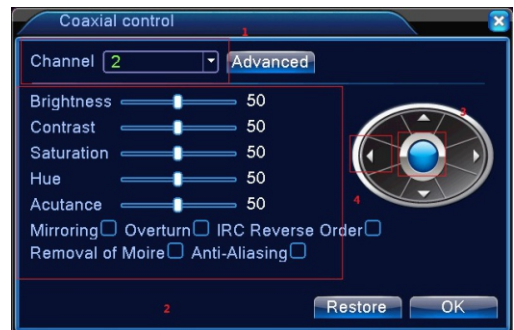 Coaxial control
1
Channel 2 Advanced
Brightness 50
Contrast 50
3
Saturation 50
Hue 50
Acutance 50
4
Mirroring Overturn IRC Reverse Order
Removal of Moire Anti-Aliasing
2
Restore OK